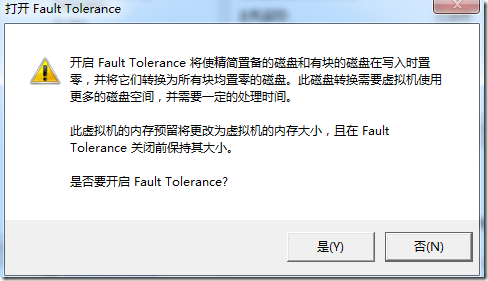 打开 Fault Tolerance
开启 Fault Tolerance 将使精简置备的磁盘和有块的磁盘在写入时置
零，并将它们转换为所有块均置零的磁盘。此磁盘转换需要虚拟机使用
更多的磁盘空间，并需要一定的处理时间。
此虚拟机的内存预留将更改为虚拟机的内存大小，且在 Fault
Tolerance 关闭前保持其大小。
是否要开启 Fault Tolerance?
是(Y)
否(N)